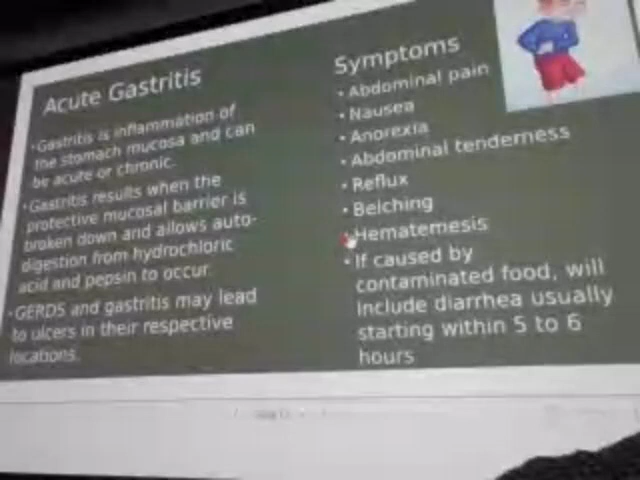 Acute Gastritis
•Gastritis is inflammation of
the stomach mucosa and can
be acute or chronic.
•Gastritis results when the
protective mucosal barrier is
broken down and allows auto-
digestion from hydrochloric
acid and pepsin to occur.
•GERDS and gastritis may lead
to ulcers in their respective
locations.
Symptoms
• Abdominal pain
• Nausea
• Anorexia
• Abdominal tenderness
• Reflux
• Belching
• Hematemesis
• If caused by
contaminated food, will
include diarrhea usually
starting within 5 to 6
hours